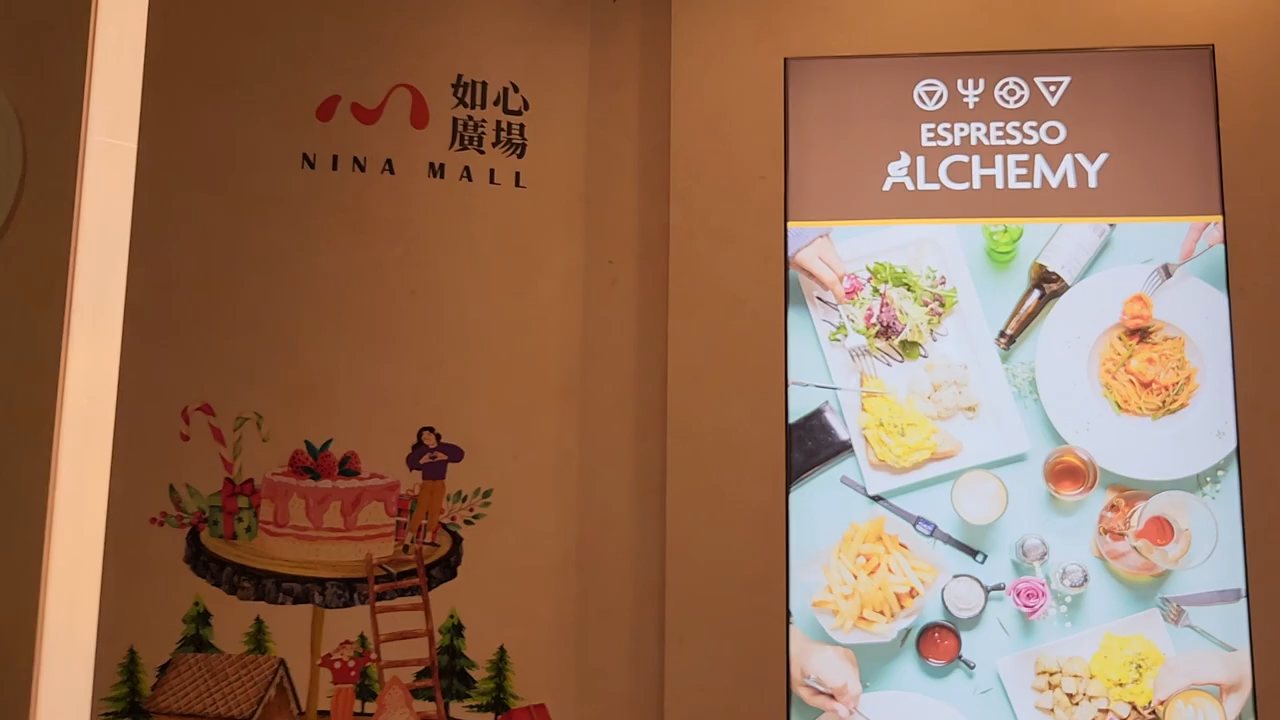 如心
廣場
NINA MALL
ESPRESSO
ALCHEMY